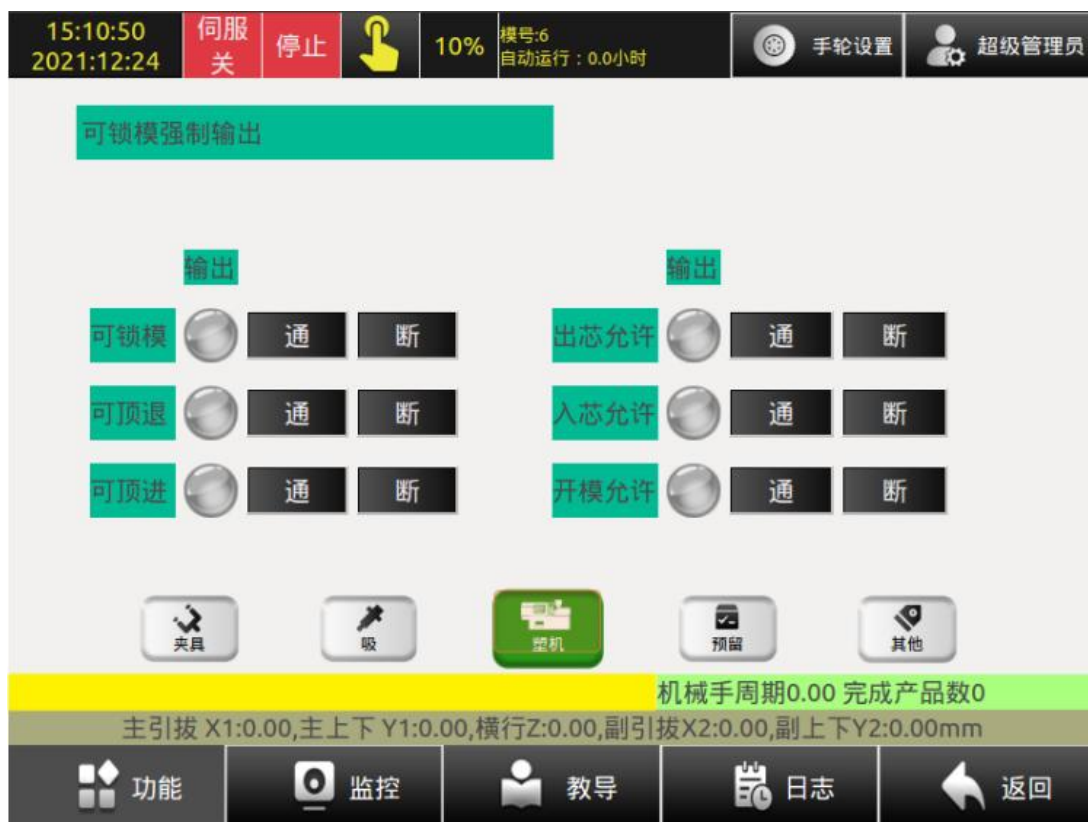 15:10:50
2021:12:24
伺服
关
停止
10%
模号:6
自动运行：0.0小时
手轮设置
超级管理员
可锁模强制输出
输出
输出
可锁模 通 断
出芯允许 通 断
可顶退 通 断
入芯允许 通 断
可顶进 通 断
开模允许 通 断
夹具
吸
塑机
预留
其他
机械手周期0.00 完成产品数0
主引拔 X1:0.00,主上下 Y1:0.00,横行Z:0.00,副引拔X2:0.00,副上下Y2:0.00mm
功能
监控
教导
日志
返回